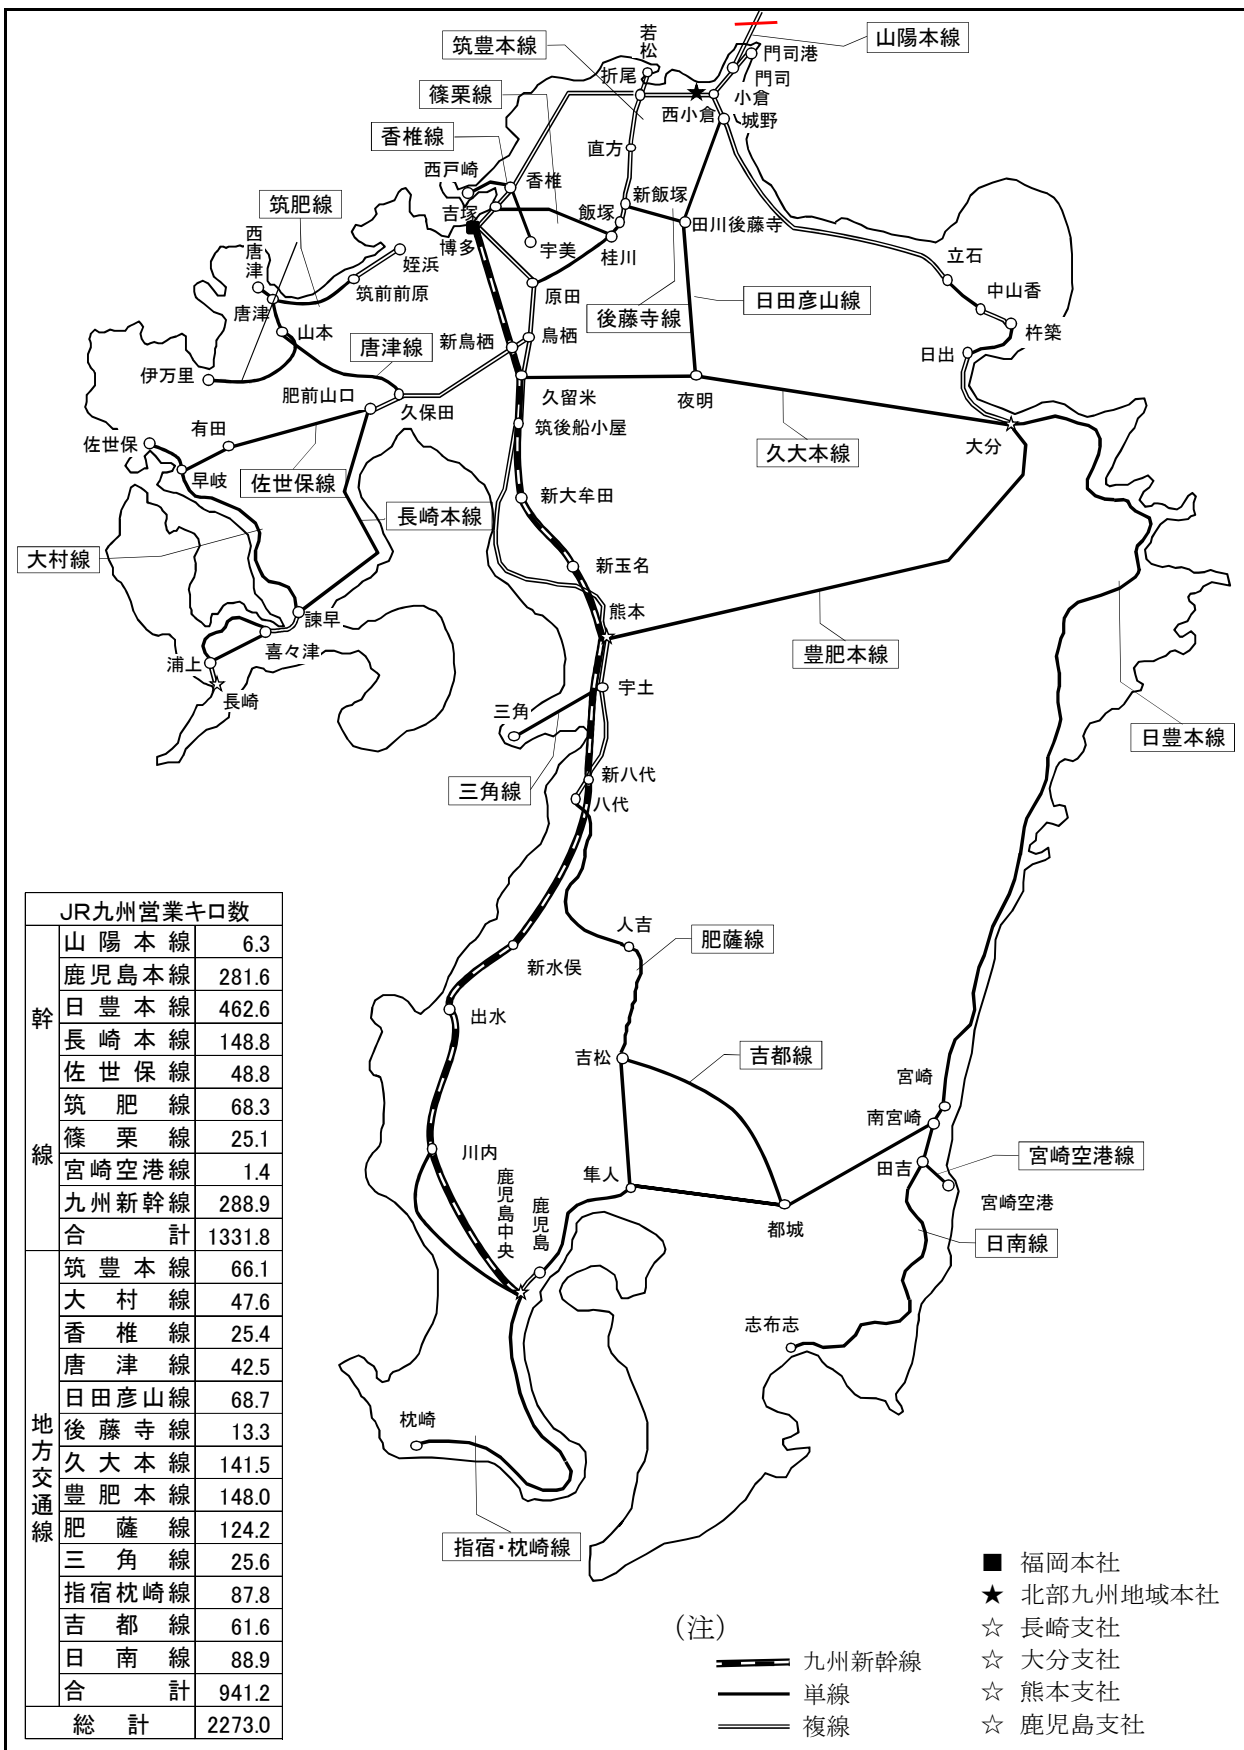 山陽本線
若松
筑豊本線
門司港
折尾
門司
篠栗線
小倉
西小倉
城野
香椎線
直方
西戸崎
香椎
筑肥線
新飯塚
吉塚
飯塚
田川後藤寺
西唐津
博多
宇美
桂川
姪浜
立石
筑前前原
原田
日田彦山線
中山香
唐津
後藤寺線
山本
新鳥栖
鳥栖
杵築
唐津線
日出
伊万里
肥前山口
久保田
久留米
夜明
筑後船小屋
佐世保
有田
久大本線
大分
早岐
佐世保線
新大牟田
長崎本線
大村線
新玉名
熊本
諫早
喜々津
豊肥本線
浦上
宇土
長崎
三角
日豊本線
新八代
三角線
八代
人吉
肥薩線
新水俣
出水
吉松
吉都線
宮崎
南宮崎
川内
田吉
宮崎空港線
隼人
鹿児島中央
鹿児島
宮崎空港
都城
日南線
志布志
枕崎
指宿・枕崎線
JR九州営業キロ数
幹線
山陽本線 6.3
鹿児島本線 281.6
日豊本線 462.6
長崎本線 148.8
佐世保線 48.8
筑肥線 68.3
篠栗線 25.1
宮崎空港線 1.4
九州新幹線 288.9
合計 1331.8
地方交通線
筑豊本線 66.1
大村線 47.6
香椎線 25.4
唐津線 42.5
日田彦山線 68.7
後藤寺線 13.3
久大本線 141.5
豊肥本線 148.0
肥薩線 124.2
三角線 25.6
指宿枕崎線 87.8
吉都線 61.6
日南線 88.9
合計 941.2
総計 2273.0
(注)
九州新幹線
単線
複線
■ 福岡本社
★ 北部九州地域本社
☆ 長崎支社
☆ 大分支社
☆ 熊本支社
☆ 鹿児島支社